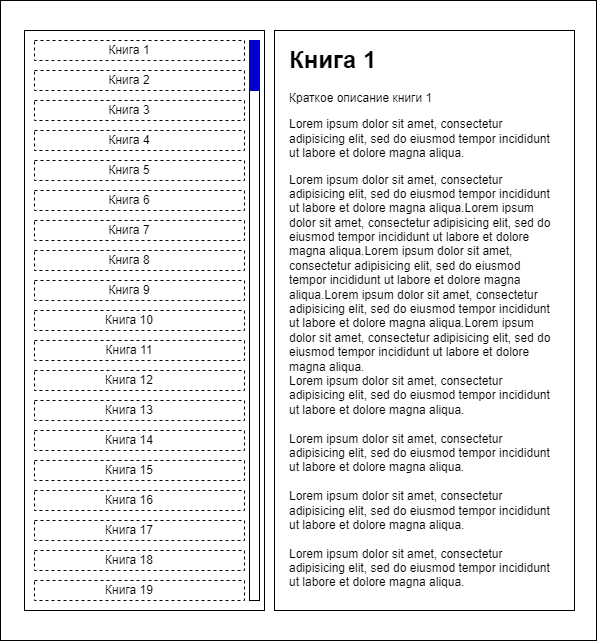 Книга 1
Книга 2
Книга 3
Книга 4
Книга 5
Книга 6
Книга 7
Книга 8
Книга 9
Книга 10
Книга 11
Книга 12
Книга 13
Книга 14
Книга 15
Книга 16
Книга 17
Книга 18
Книга 19
Книга 1
Краткое описание книги 1
Lorem ipsum dolor sit amet, consectetur
adipisicing elit, sed do eiusmod tempor incididunt
ut labore et dolore magna aliqua.
Lorem ipsum dolor sit amet, consectetur
adipisicing elit, sed do eiusmod tempor incididunt
ut labore et dolore magna aliqua.Lorem ipsum
dolor sit amet, consectetur adipisicing elit, sed do
eiusmod tempor incididunt ut labore et dolore
magna aliqua.Lorem ipsum dolor sit amet,
consectetur adipisicing elit, sed do eiusmod
tempor incididunt ut labore et dolore magna
aliqua.Lorem ipsum dolor sit amet, consectetur
adipisicing elit, sed do eiusmod tempor incididunt
ut labore et dolore magna aliqua.Lorem ipsum
dolor sit amet, consectetur adipisicing elit, sed do
eiusmod tempor incididunt ut labore et dolore
magna aliqua.
Lorem ipsum dolor sit amet, consectetur
adipisicing elit, sed do eiusmod tempor incididunt
ut labore et dolore magna aliqua.
Lorem ipsum dolor sit amet, consectetur
adipisicing elit, sed do eiusmod tempor incididunt
ut labore et dolore magna aliqua.
Lorem ipsum dolor sit amet, consectetur
adipisicing elit, sed do eiusmod tempor incididunt
ut labore et dolore magna aliqua.
Lorem ipsum dolor sit amet, consectetur
adipisicing elit, sed do eiusmod tempor incididunt
ut labore et dolore magna aliqua.